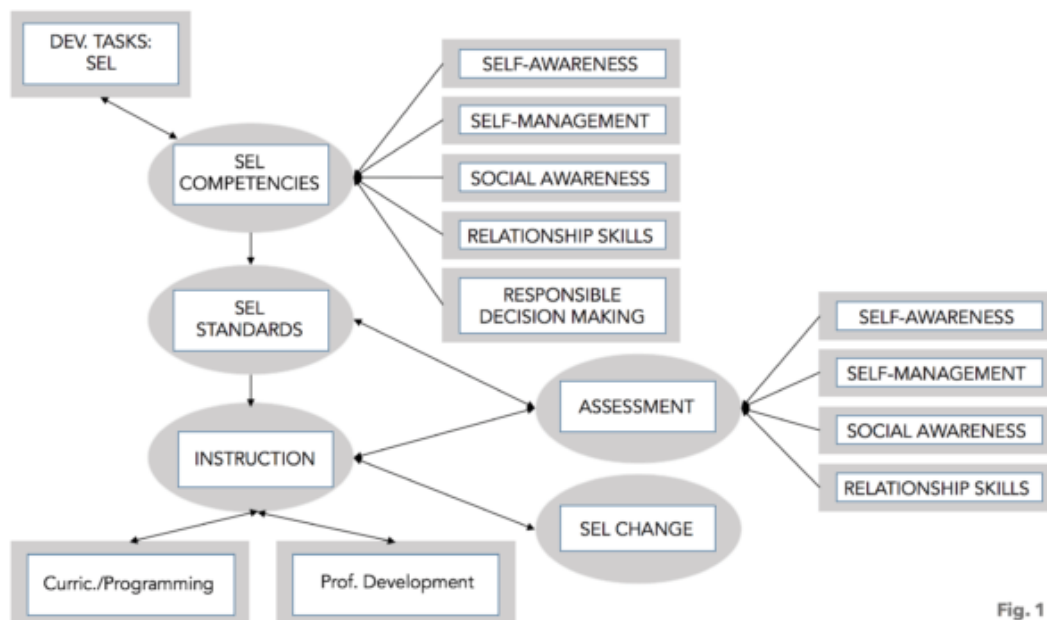 DEV. TASKS:
SEL
SELF-AWARENESS
SELF-MANAGEMENT
SEL
COMPETENCIES
SOCIAL AWARENESS
RELATIONSHIP SKILLS
RESPONSIBLE
DECISION MAKING
SEL
STANDARDS
SELF-AWARENESS
SELF-MANAGEMENT
ASSESSMENT
SOCIAL AWARENESS
INSTRUCTION
RELATIONSHIP SKILLS
SEL CHANGE
Curric./Programming
Prof. Development
Fig. 1